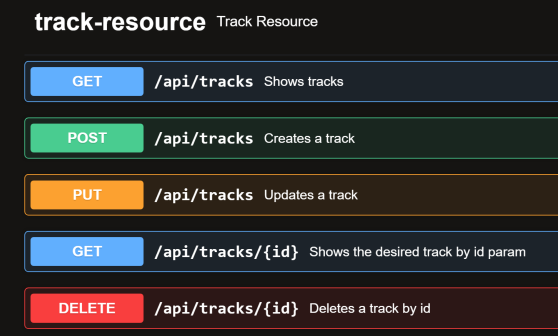 track-resource Track Resource
GET /api/tracks Shows tracks
POST /api/tracks Creates a track
PUT /api/tracks Updates a track
GET /api/tracks/{id} Shows the desired track by id param
DELETE /api/tracks/{id} Deletes a track by id